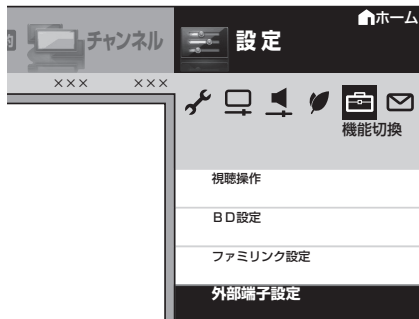 ホーム
チャンネル
設定
××× ×××
機能切換
視聴操作
BD設定
ファミリンク設定
外部端子設定